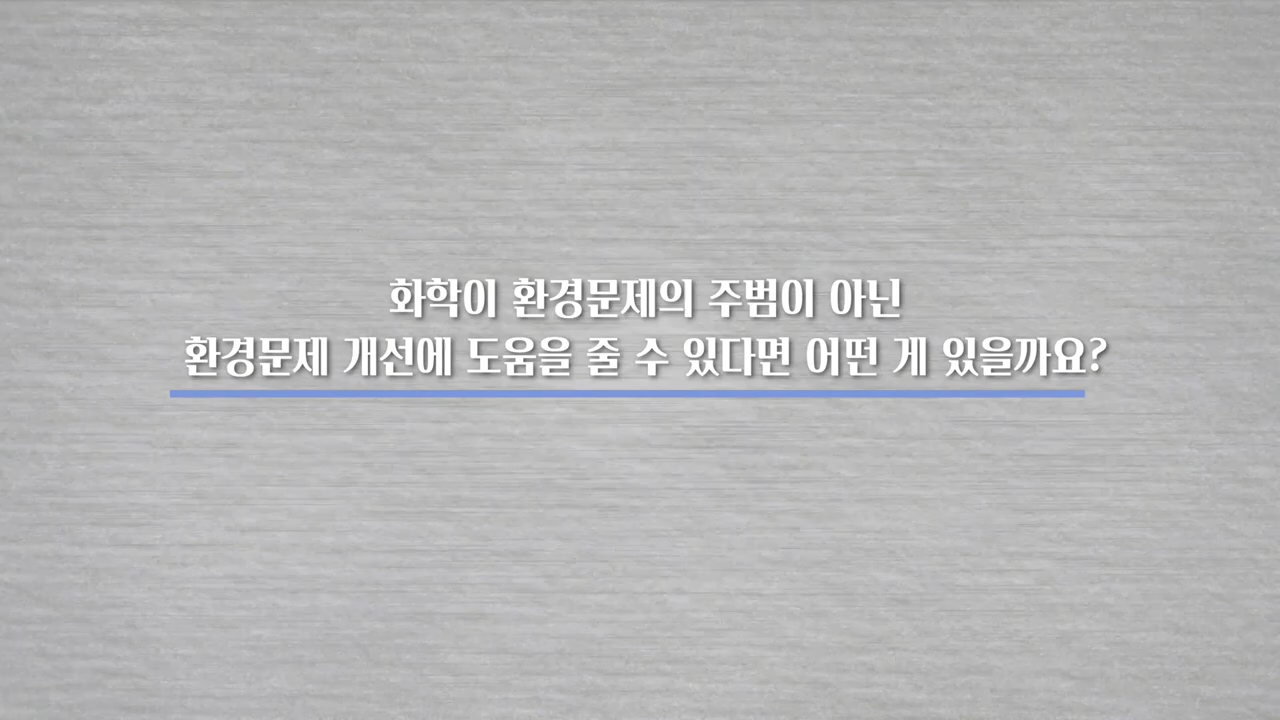 화학이 환경문제의 주범이 아닌
환경문제 개선에 도움을 줄 수 있다면 어떤 게 있을까요?